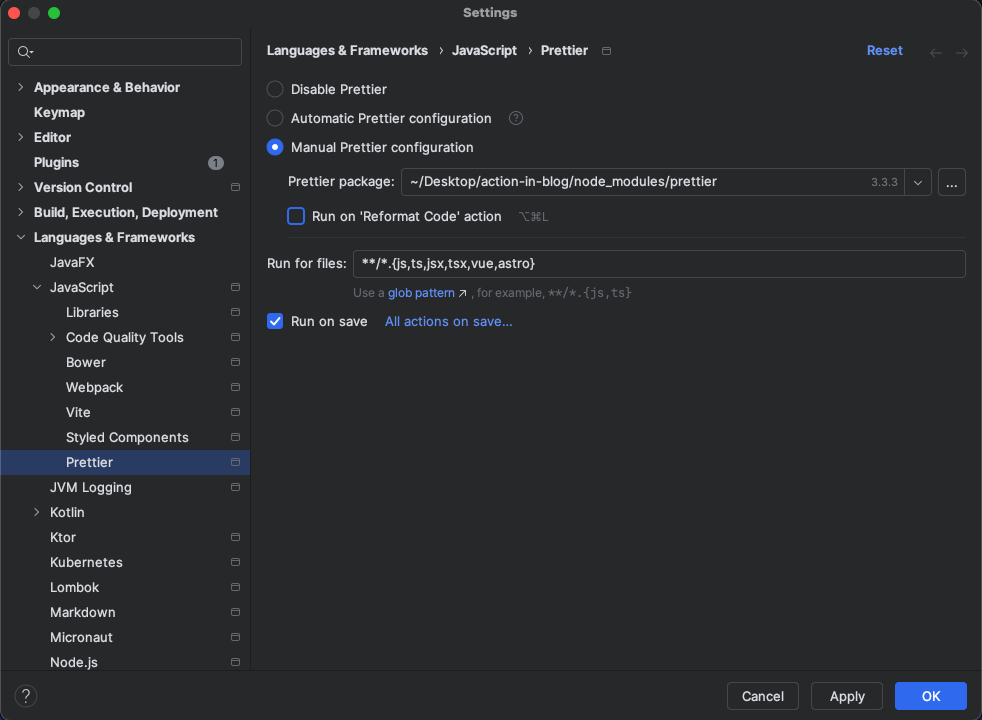 Settings
Appearance & Behavior
Keymap
Editor
Plugins 1
Version Control
Build, Execution, Deployment
Languages & Frameworks
JavaFX
JavaScript
Libraries
Code Quality Tools
Bower
Webpack
Vite
Styled Components
Prettier
JVM Logging
Kotlin
Ktor
Kubernetes
Lombok
Markdown
Micronaut
Node.js
Languages & Frameworks › JavaScript › Prettier
Reset
Disable Prettier
Automatic Prettier configuration ?
Manual Prettier configuration
Prettier package: ~/Desktop/action-in-blog/node_modules/prettier 3.3.3 ...
Run on 'Reformat Code' action ⌥⌘L
Run for files: **/*.{js,ts,jsx,tsx,vue,astro}
Use a glob pattern ↗ , for example, **/*.{js,ts}
Run on save All actions on save...
? Cancel Apply OK